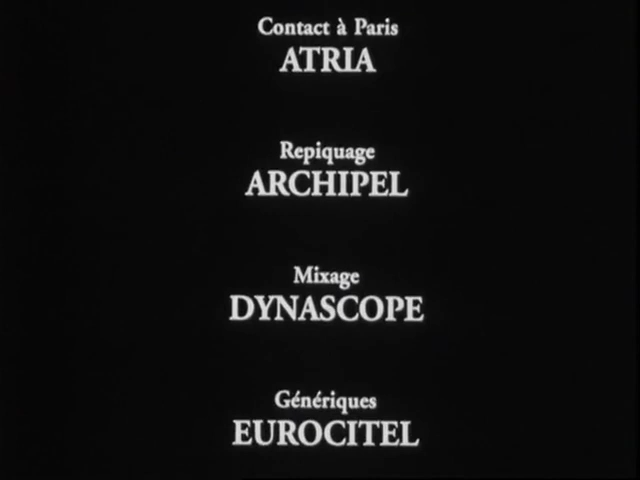 Contact à Paris
ATRIA
Repiquage
ARCHIPEL
Mixage
DYNASCOPE
Génériques
EUROCITEL